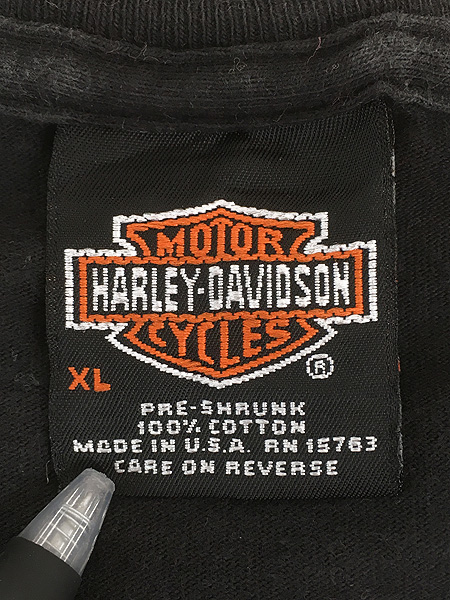 MOTOR
HARLEY-DAVIDSON
CYCLES
®
XL
PRE-SHRUNK
100% COTTON
MADE IN U.S.A. RN 15763
CARE ON REVERSE